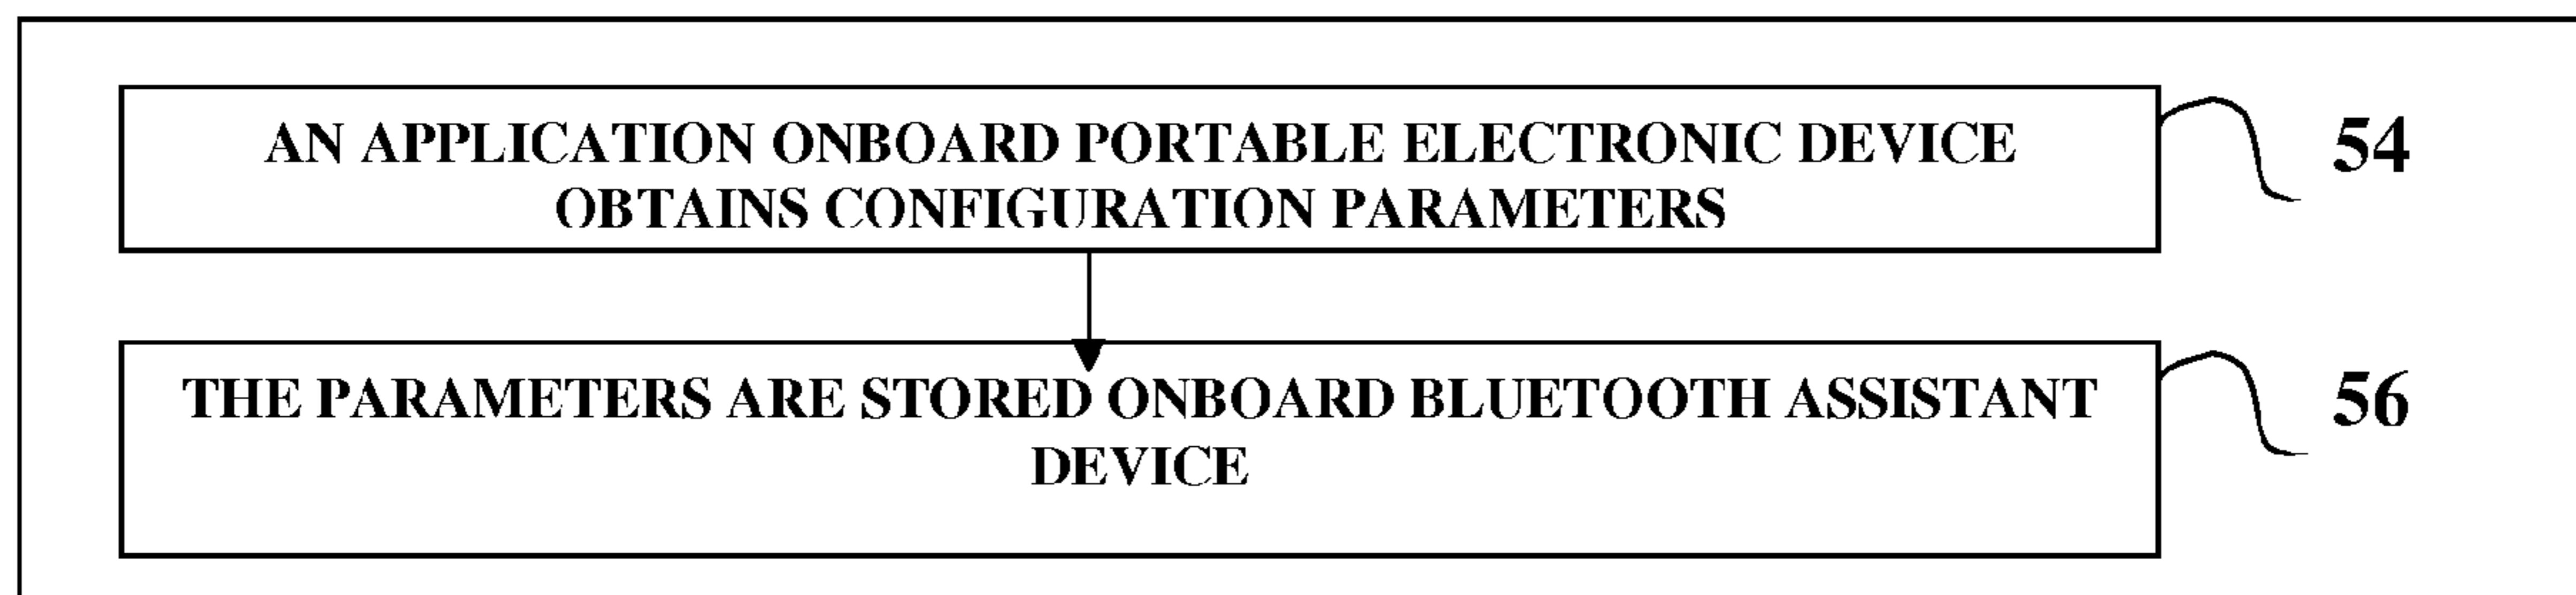 AN APPLICATION ONBOARD PORTABLE ELECTRONIC DEVICE
OBTAINS CONFIGURATION PARAMETERS
54
THE PARAMETERS ARE STORED ONBOARD BLUETOOTH ASSISTANT
DEVICE
56